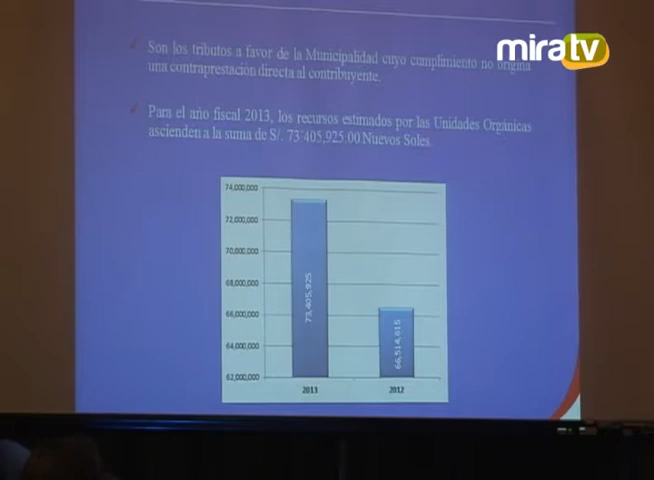 miratv
Son los tributos a favor de la Municipalidad cuyo cumplimiento no origina
una contraprestación directa al contribuyente.
Para el año fiscal 2013, los recursos estimados por las Unidades Orgánicas
ascienden a la suma de S/. 73'405,925.00 Nuevos Soles.
74,000,000
72,000,000
70,000,000
68,000,000
66,000,000
64,000,000
62,000,000
73,405,925
66,514,815
2013
2012